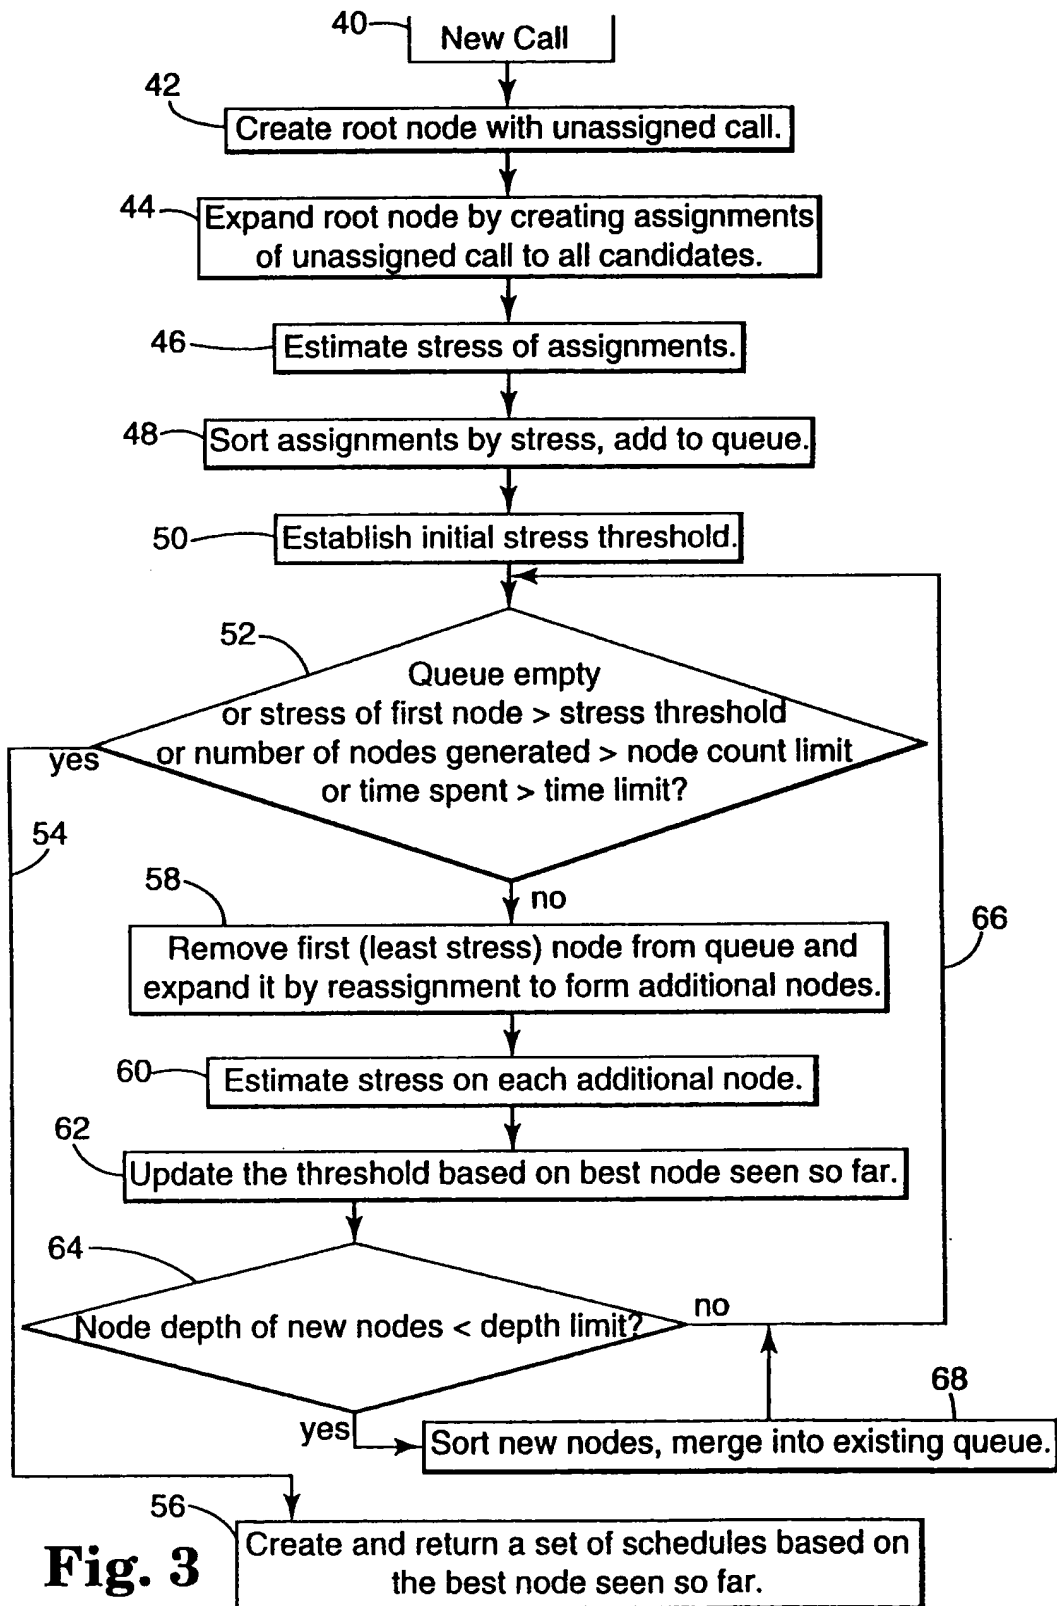 40
New Call
42
Create root node with unassigned call.
44
Expand root node by creating assignments
of unassigned call to all candidates.
46
Estimate stress of assignments.
48
Sort assignments by stress, add to queue.
50
Establish initial stress threshold.
52
Queue empty
or stress of first node > stress threshold
or number of nodes generated > node count limit
or time spent > time limit?
yes
54
58
no
66
Remove first (least stress) node from queue and
expand it by reassignment to form additional nodes.
60
Estimate stress on each additional node.
62
Update the threshold based on best node seen so far.
64
Node depth of new nodes < depth limit?
no
yes
68
Sort new nodes, merge into existing queue.
56
Create and return a set of schedules based on
the best node seen so far.
Fig. 3